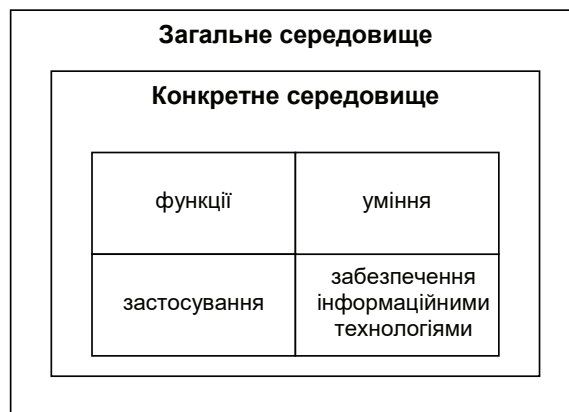 Загальне середовище
Конкретне середовище
функції
уміння
застосування
забезпечення
інформаційними
технологіями